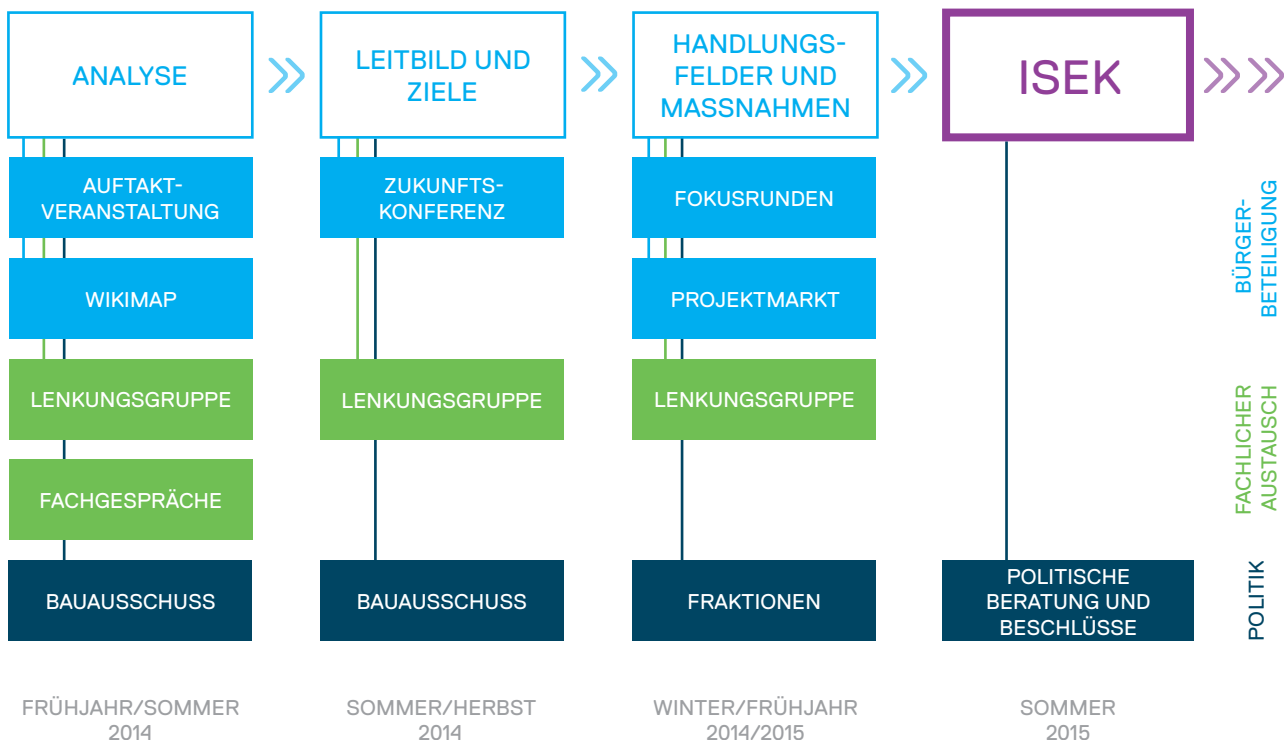 ANALYSE
LEITBILD UND
ZIELE
HANDLUNGS-
FELDER UND
MASSNAHMEN
ISEK
AUFTAKT-
VERANSTALTUNG
ZUKUNFTS-
KONFERENZ
FOKUSRUNDEN
BÜRGER-
BETEILIGUNG
WIKIMAP
PROJEKTMARKT
LENKUNGSGRUPPE
LENKUNGSGRUPPE
LENKUNGSGRUPPE
FACHLICHER
AUSTAUSCH
FACHGESPRÄCHE
BAUAUSSCHUSS
BAUAUSSCHUSS
FRAKTIONEN
POLITISCHE
BERATUNG UND
BESCHLÜSSE
POLITIK
FRÜHJAHR/SOMMER
2014
SOMMER/HERBST
2014
WINTER/FRÜHJAHR
2014/2015
SOMMER
2015